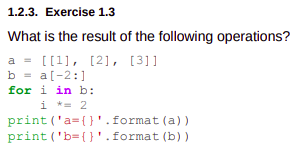 1.2.3. Exercise 1.3
What is the result of the following operations?
a = [[1], [2], [3]]
b = a[-2:]
for i in b:
    i *= 2
print('a={}'.format(a))
print('b={}'.format(b))